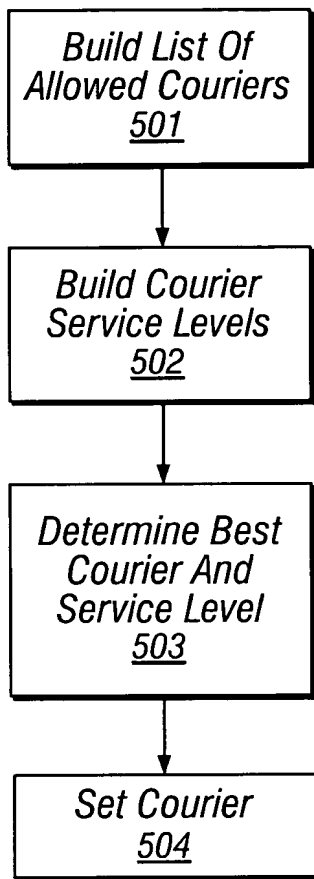 Build List Of
Allowed Couriers
501
Build Courier
Service Levels
502
Determine Best
Courier And
Service Level
503
Set Courier
504